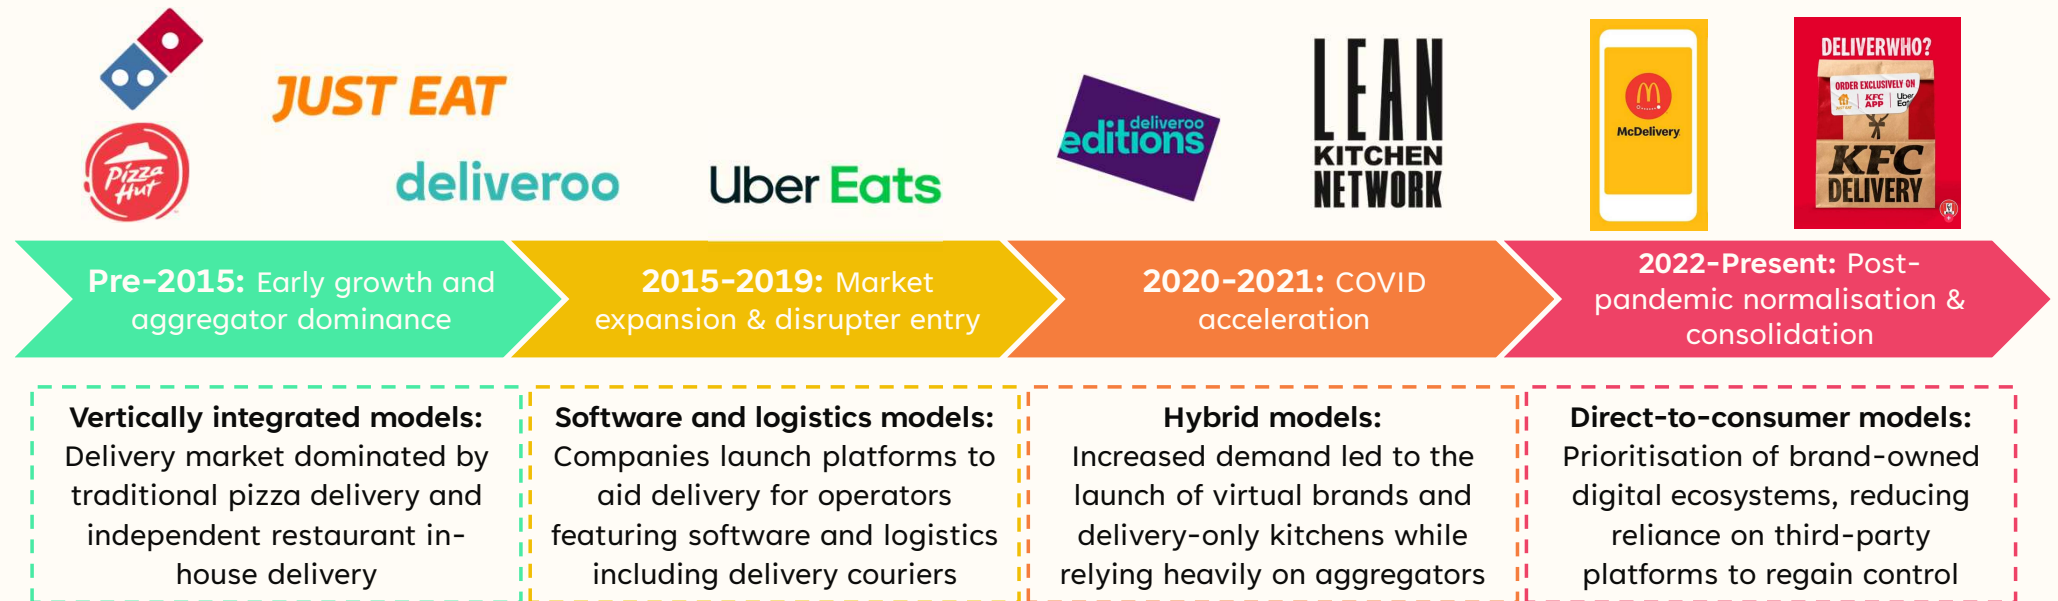 Pizza
Hut
JUST EAT
deliveroo
Uber Eats
deliveroo
editions
LEAN
KITCHEN
NETWORK
McDelivery
DELIVERWHO?
ORDER EXCLUSIVELY ON
KFC
APP
Uber
Eats
KFC
DELIVERY
Pre-2015: Early growth and
aggregator dominance
2015-2019: Market
expansion & disrupter entry
2020-2021: COVID
acceleration
2022-Present: Post-
pandemic normalisation &
consolidation
Vertically integrated models:
Delivery market dominated by
traditional pizza delivery and
independent restaurant in-
house delivery
Software and logistics models:
Companies launch platforms to
aid delivery for operators
featuring software and logistics
including delivery couriers
Hybrid models:
Increased demand led to the
launch of virtual brands and
delivery-only kitchens while
relying heavily on aggregators
Direct-to-consumer models:
Prioritisation of brand-owned
digital ecosystems, reducing
reliance on third-party
platforms to regain control